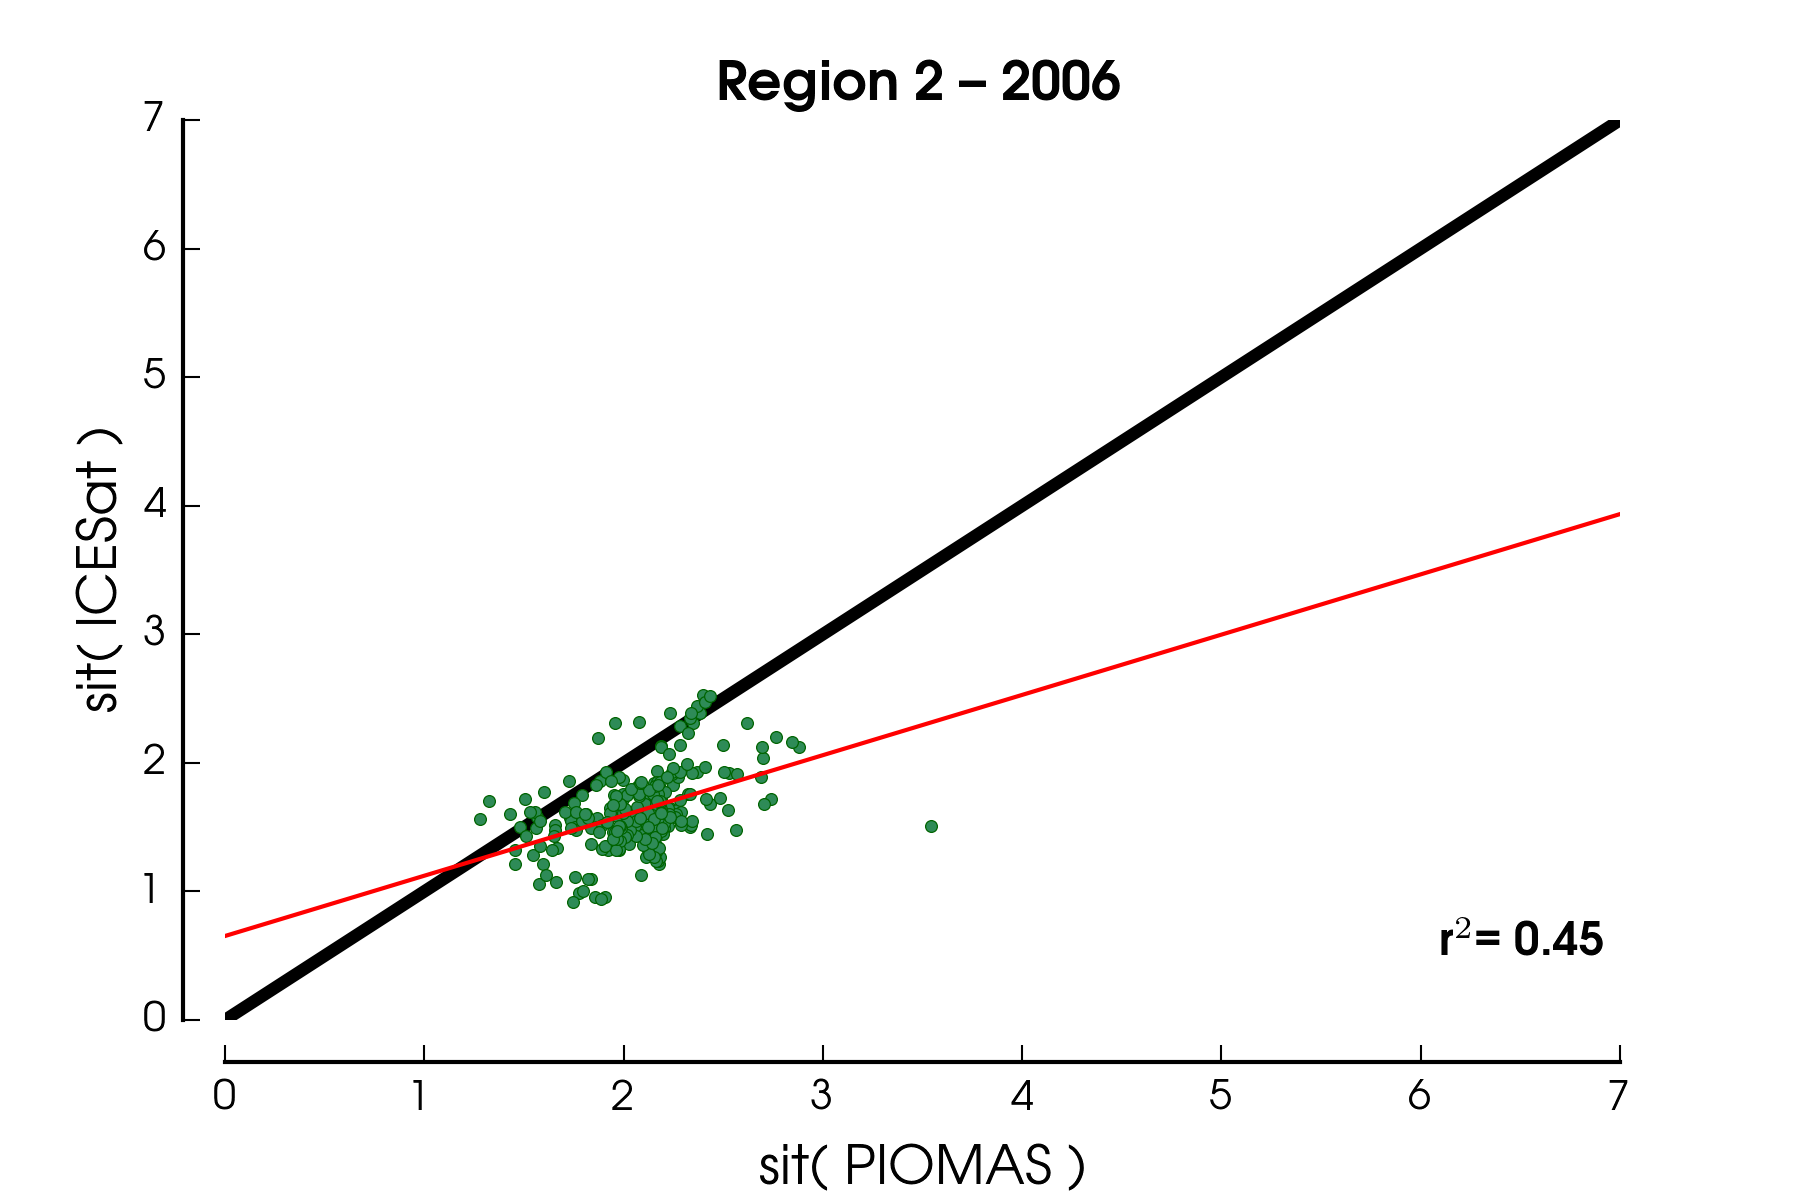 Region 2 – 2006
7
6
5
4
3
2
1
0
sit( ICESat )
r²= 0.45
0 1 2 3 4 5 6 7
sit( PIOMAS )